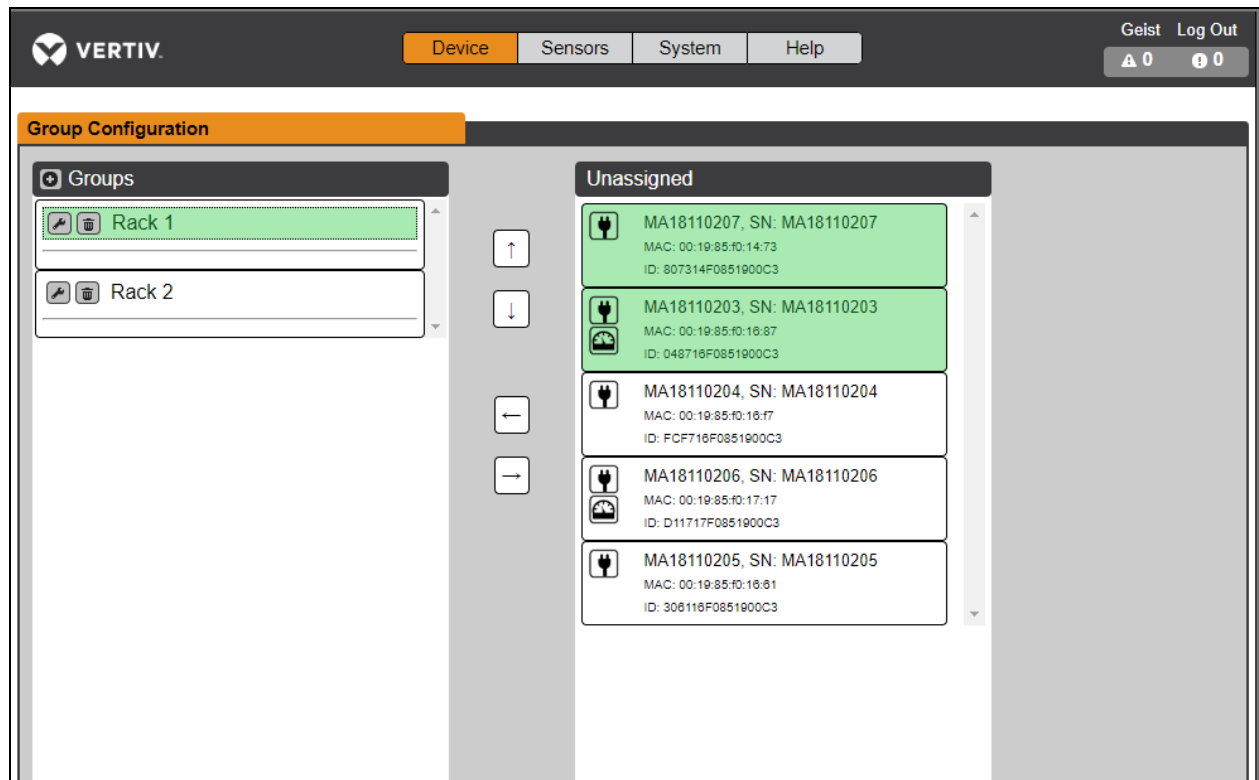 VERTIV.
Device Sensors System Help
Geist Log Out
0 0
Group Configuration
Groups
Rack 1
Rack 2
↑
↓
←
→
Unassigned
MA18110207, SN: MA18110207
MAC: 00:19:85:f0:14:73
ID: 807314F0851900C3
MA18110203, SN: MA18110203
MAC: 00:19:85:f0:16:87
ID: 048716F0851900C3
MA18110204, SN: MA18110204
MAC: 00:19:85:f0:16:f7
ID: FCF716F0851900C3
MA18110206, SN: MA18110206
MAC: 00:19:85:f0:17:17
ID: D11717F0851900C3
MA18110205, SN: MA18110205
MAC: 00:19:85:f0:16:61
ID: 306116F0851900C3